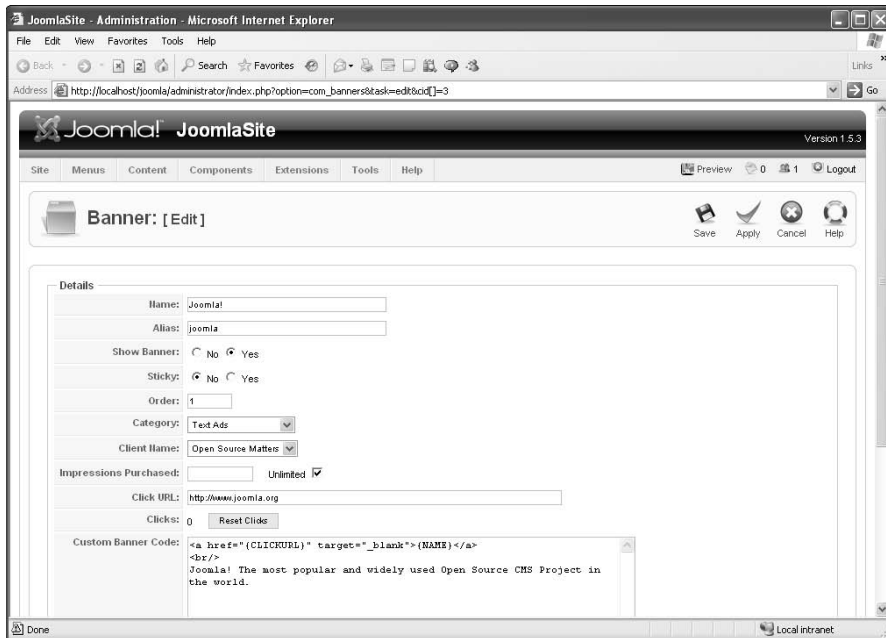 JoomlaSite - Administration - Microsoft Internet Explorer
File Edit View Favorites Tools Help
Back Search Favorites Links »
Address http://localhost/joomla/administrator/index.php?option=com_banners&task=edit&cid[]=3 Go
Joomla! JoomlaSite
Version 1.5.3
Site Menus Content Components Extensions Tools Help Preview 0 1 Logout
Banner: [ Edit ]
Save Apply Cancel Help
Details
Name: Joomla!
Alias: joomla
Show Banner: No Yes
Sticky: No Yes
Order: 1
Category: Text Ads
Client Name: Open Source Matters
Impressions Purchased: Unlimited
Click URL: http://www.joomla.org
Clicks: 0 Reset Clicks
Custom Banner Code: <a href="{CLICKURL}" target="_blank">{NAME}</a>
<br/>
Joomla! The most popular and widely used Open Source CMS Project in
the world.
Done Local intranet